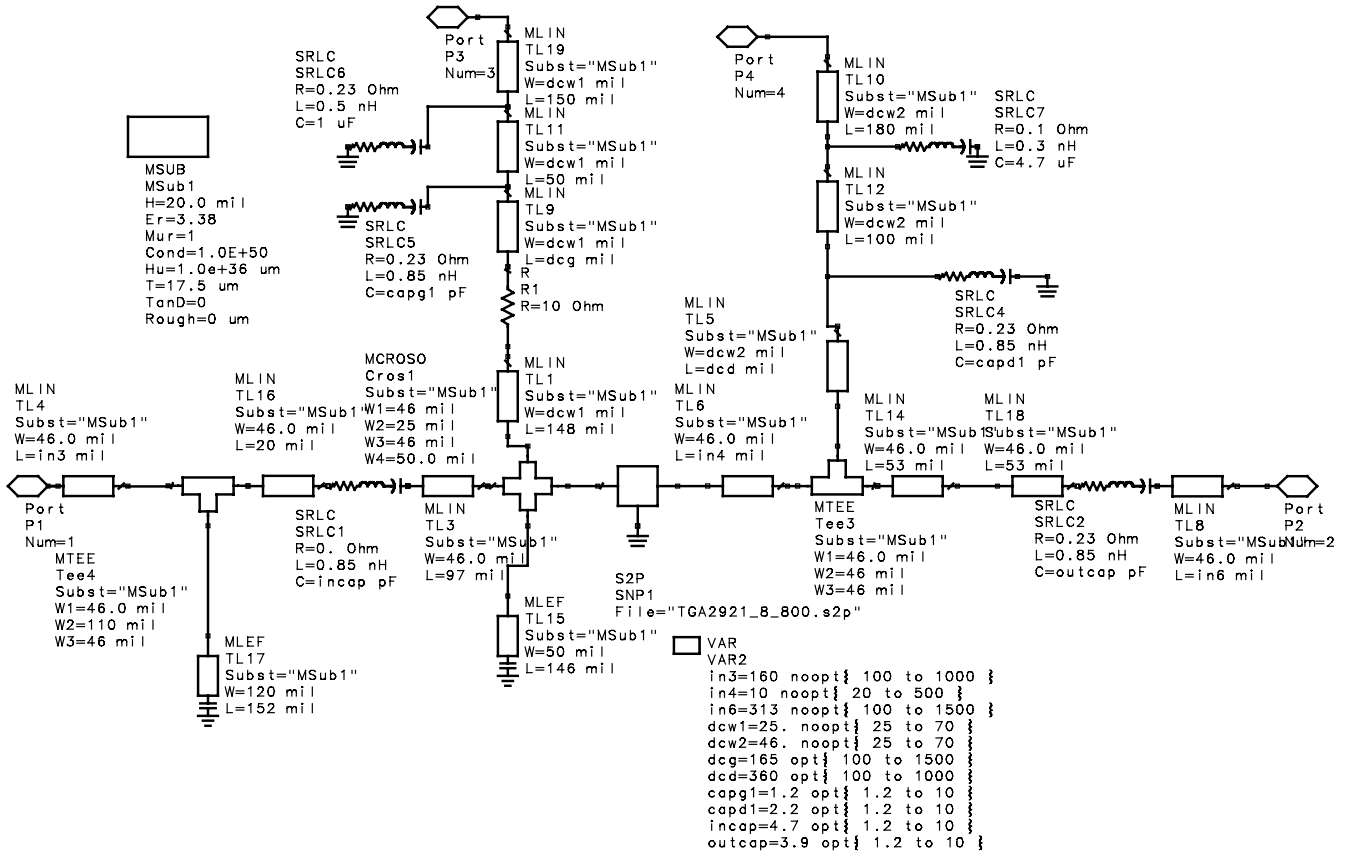 Port
P3
Num=3
MLIN
TL19
Subst="MSub1"
W=dcw1 mil
L=150 mil
SRLC
SRLC6
R=0.23 Ohm
L=0.5 nH
C=1 uF
MLIN
TL11
Subst="MSub1"
W=dcw1 mil
L=50 mil
MLIN
TL9
Subst="MSub1"
W=dcw1 mil
L=dcg mil
SRLC
SRLC5
R=0.23 Ohm
L=0.85 nH
C=capg1 pF
R
R1
R=10 Ohm
MLIN
TL1
Subst="MSub1"
W=dcw1 mil
L=148 mil
Port
P4
Num=4
MLIN
TL10
Subst="MSub1"
W=dcw2 mil
L=180 mil
SRLC
SRLC7
R=0.1 Ohm
L=0.3 nH
C=4.7 uF
MLIN
TL12
Subst="MSub1"
W=dcw2 mil
L=100 mil
SRLC
SRLC4
R=0.23 Ohm
L=0.85 nH
C=capd1 pF
MLIN
TL5
Subst="MSub1"
W=dcw2 mil
L=dcd mil
MSUB
MSub1
H=20.0 mil
Er=3.38
Mur=1
Cond=1.0E+50
Hu=1.0e+36 um
T=17.5 um
TanD=0
Rough=0 um
MLIN
TL4
Subst="MSub1"
W=46.0 mil
L=in3 mil
MLIN
TL16
Subst="MSub1"
W=46.0 mil
L=20 mil
MCROSO
Cros1
Subst="MSub1"
W1=46 mil
W2=25 mil
W3=46 mil
W4=50.0 mil
MLIN
TL6
Subst="MSub1"
W=46.0 mil
L=in4 mil
MLIN
TL14
Subst="MSub1"
W=46.0 mil
L=53 mil
MLIN
TL18
Subst="MSub1"
W=46.0 mil
L=53 mil
Port
P1
Num=1
MTEE
Tee4
Subst="MSub1"
W1=46.0 mil
W2=110 mil
W3=46 mil
SRLC
SRLC1
R=0. Ohm
L=0.85 nH
C=incap pF
MLIN
TL3
Subst="MSub1"
W=46.0 mil
L=97 mil
S2P
SNP1
File="TGA2921_8_800.s2p"
MTEE
Tee3
Subst="MSub1"
W1=46.0 mil
W2=46 mil
W3=46 mil
SRLC
SRLC2
R=0.23 Ohm
L=0.85 nH
C=outcap pF
MLIN
TL8
Subst="MSub1"
W=46.0 mil
L=in6 mil
Port
P2
Num=2
MLEF
TL17
Subst="MSub1"
W=120 mil
L=152 mil
MLEF
TL15
Subst="MSub1"
W=50 mil
L=146 mil
VAR
VAR2
in3=160 noopt{ 100 to 1000 }
in4=10 noopt{ 20 to 500 }
in6=313 noopt{ 100 to 1500 }
dcw1=25. noopt{ 25 to 70 }
dcw2=46. noopt{ 25 to 70 }
dcg=165 opt{ 100 to 1500 }
dcd=360 opt{ 100 to 1000 }
capg1=1.2 opt{ 1.2 to 10 }
capd1=2.2 opt{ 1.2 to 10 }
incap=4.7 opt{ 1.2 to 10 }
outcap=3.9 opt{ 1.2 to 10 }